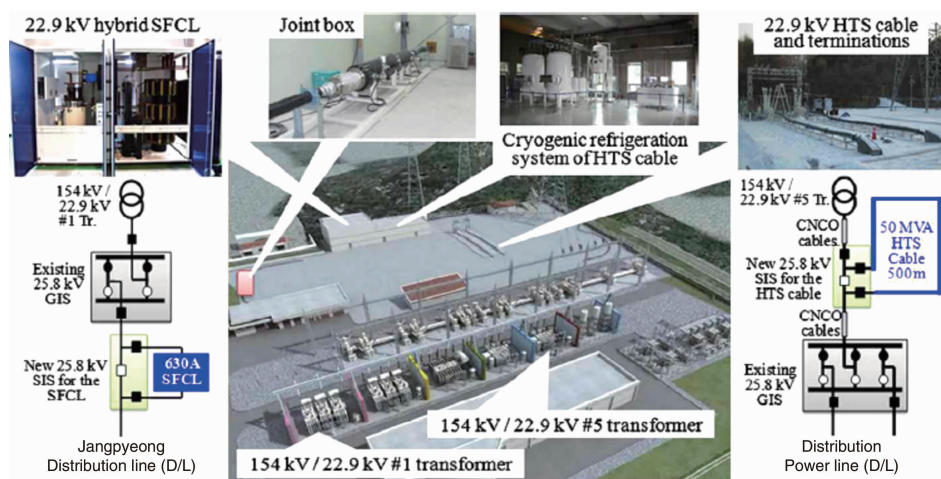 22.9 kV hybrid SFCL
Joint box
22.9 kV HTS cable
and terminations
Cryogenic refrigeration
system of HTS cable
154 kV /
22.9 kV
#1 Tr.
Existing
25.8 kV
GIS
New 25.8 kV
SIS for the
SFCL
630A
SFCL
Jangpyeong
Distribution line (D/L)
154 kV / 22.9 kV #5 transformer
154 kV / 22.9 kV #1 transformer
154 kV /
22.9 kV #5 Tr.
CNCO
cables
50 MVA
HTS
Cable
500m
New 25.8 kV
SIS for the
HTS cable
CNCO
cables
Existing
25.8 kV
GIS
Distribution
Power line (D/L)